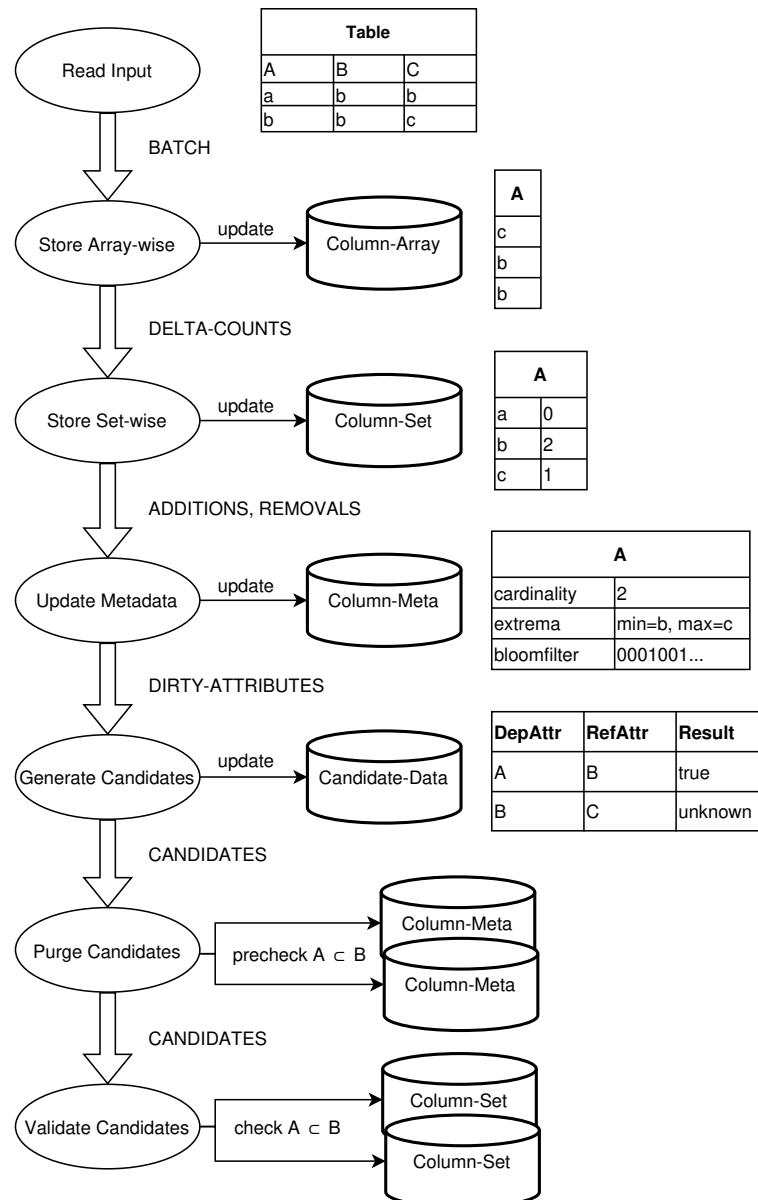 Read Input
Table
A B C
a b b
b b c
BATCH
Store Array-wise
update
Column-Array
A
c
b
b
DELTA-COUNTS
Store Set-wise
update
Column-Set
A
a 0
b 2
c 1
ADDITIONS, REMOVALS
Update Metadata
update
Column-Meta
A
cardinality 2
extrema min=b, max=c
bloomfilter 0001001...
DIRTY-ATTRIBUTES
Generate Candidates
update
Candidate-Data
DepAttr RefAttr Result
A B true
B C unknown
CANDIDATES
Purge Candidates
precheck A ⊂ B
Column-Meta
Column-Meta
CANDIDATES
Validate Candidates
check A ⊂ B
Column-Set
Column-Set